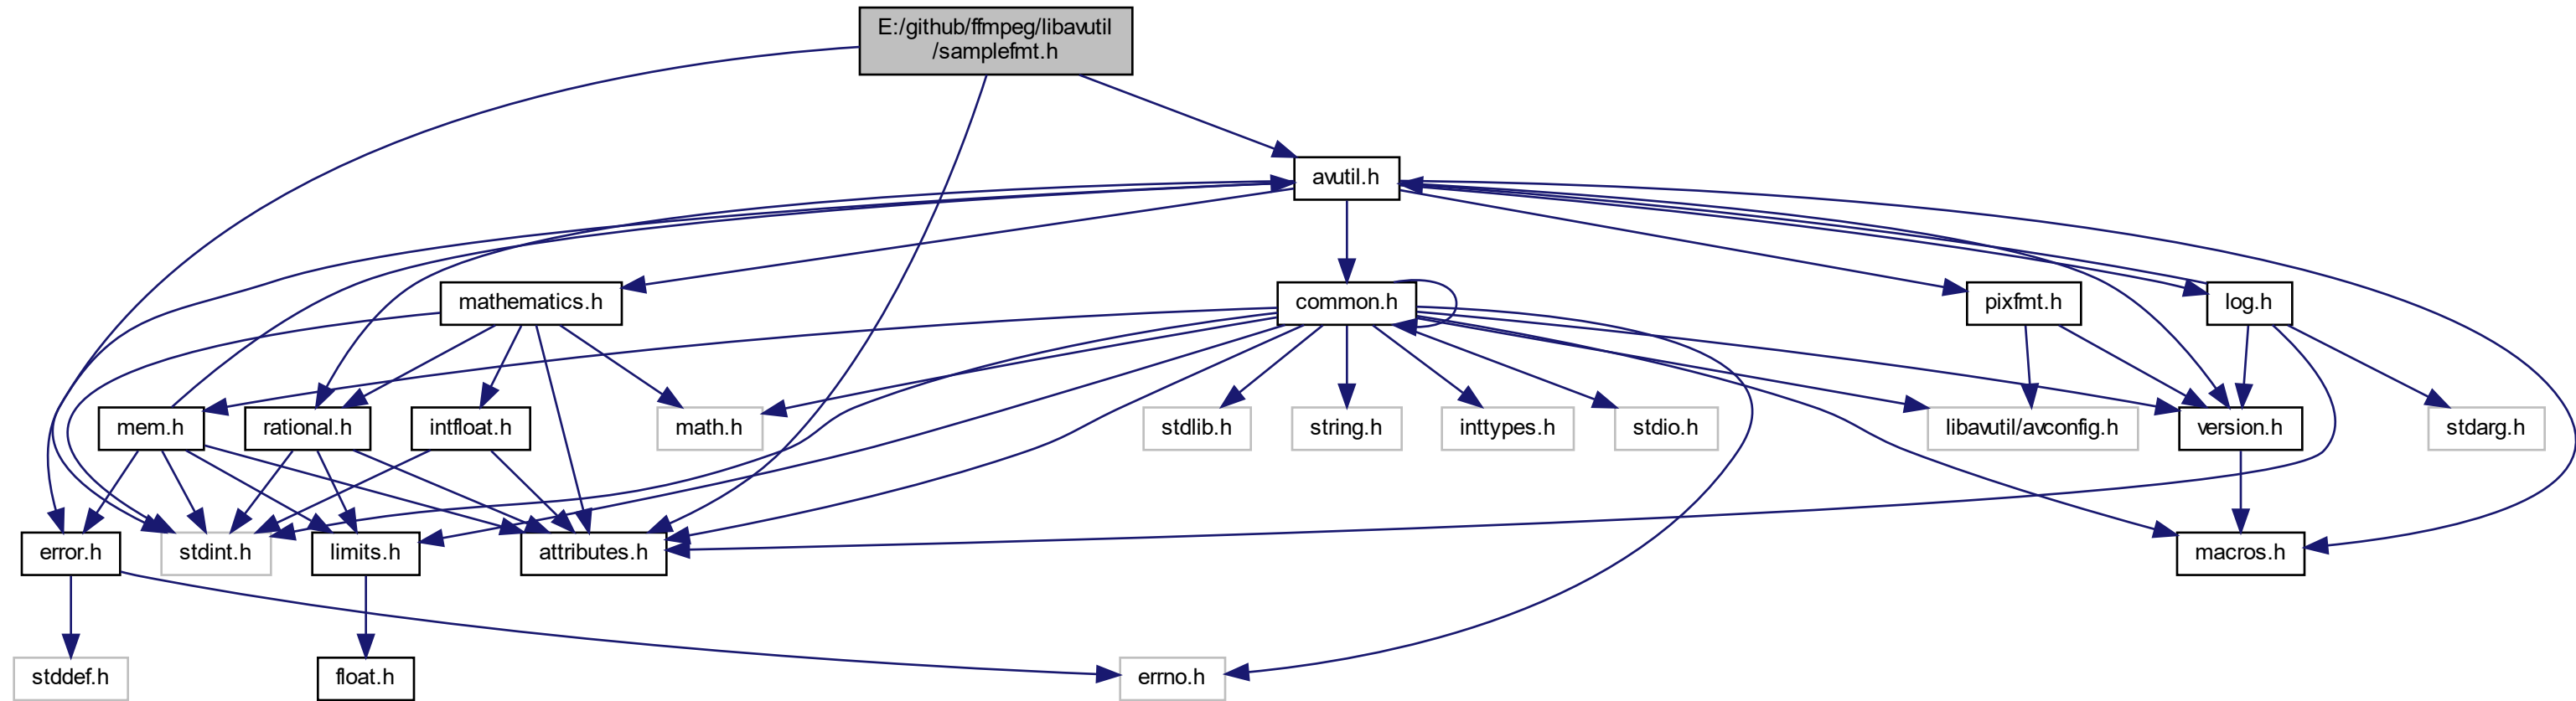 E:/github/ffmpeg/libavutil
/samplefmt.h
avutil.h
mathematics.h
common.h
pixfmt.h
log.h
mem.h
rational.h
intfloat.h
math.h
stdlib.h
string.h
inttypes.h
stdio.h
libavutil/avconfig.h
version.h
stdarg.h
error.h
stdint.h
limits.h
attributes.h
macros.h
stddef.h
float.h
errno.h